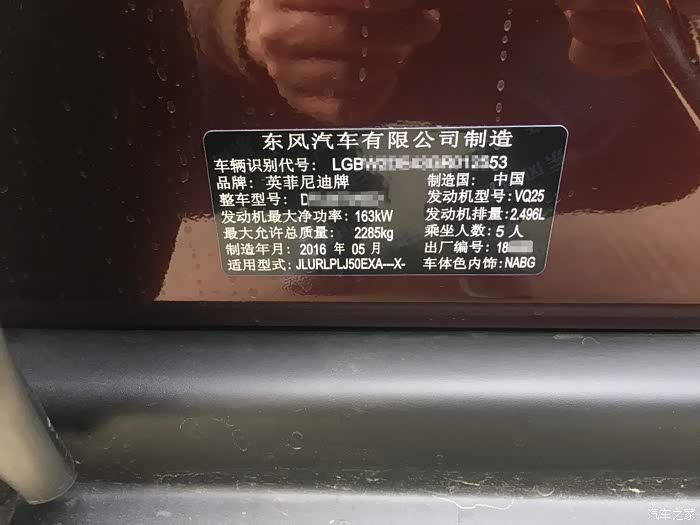 东风汽车有限公司制造
车辆识别代号: LGBW 53
品牌: 英菲尼迪牌 制造国: 中国
整车型号: D 发动机型号: VQ25
发动机最大净功率: 163kW 发动机排量: 2.496L
最大允许总质量: 2285kg 乘坐人数: 5 人
制造年月: 2016 年 05 月 出厂编号: 18
适用型式: JLURLPLJ50EXA---X- 车体色内饰: NABG
汽车之家